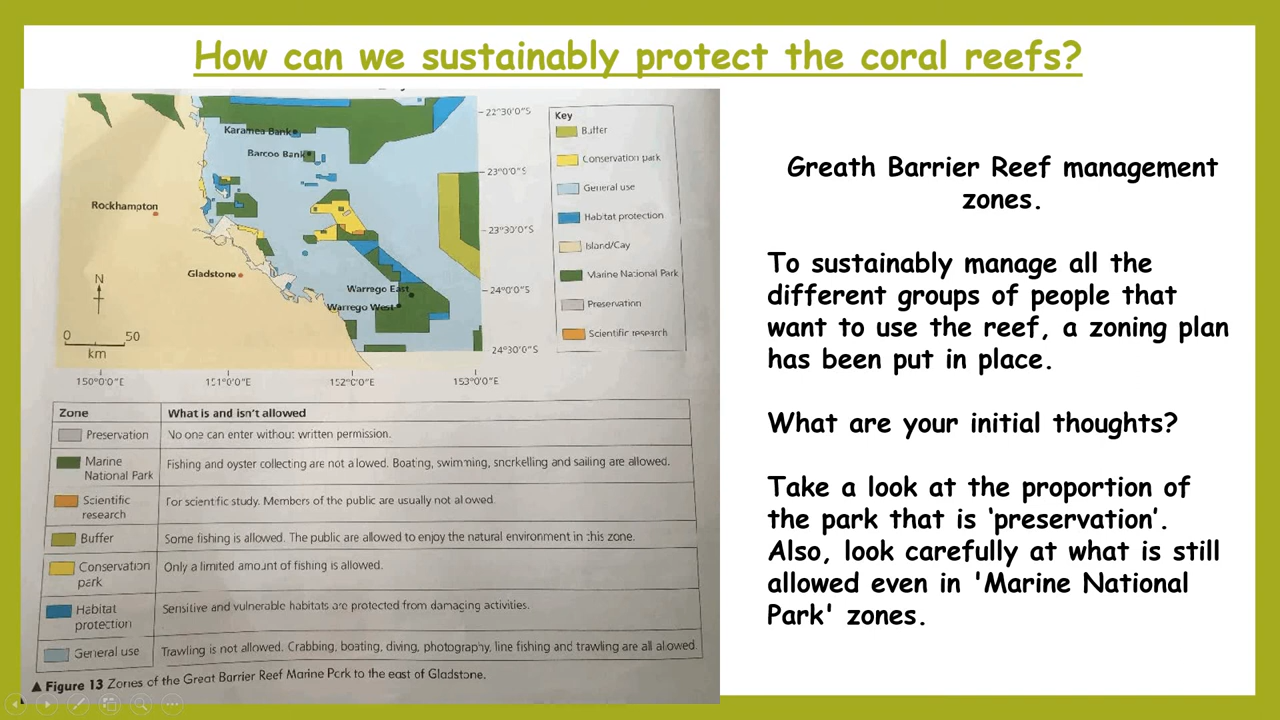 How can we sustainably protect the coral reefs?
Karamea Bank
Barcoo Bank
Rockhampton
Gladstone
Warrego East
Warrego West
N
0 50
km
22°30'0"S
23°0'0"S
23°30'0"S
24°0'0"S
24°30'0"S
150°0'0"E 151°0'0"E 152°0'0"E 153°0'0"E
Key
Buffer
Conservation park
General use
Habitat protection
Island/Cay
Marine National Park
Preservation
Scientific research
Zone What is and isn't allowed
Preservation No one can enter without written permission.
Marine
National Park
Fishing and oyster collecting are not allowed. Boating, swimming, snorkelling and sailing are allowed.
Scientific
research
For scientific study. Members of the public are usually not allowed.
Buffer Some fishing is allowed. The public are allowed to enjoy the natural environment in this zone.
Conservation
park
Only a limited amount of fishing is allowed.
Habitat
protection
Sensitive and vulnerable habitats are protected from damaging activities.
General use Trawling is not allowed. Crabbing, boating, diving, photography, line fishing and trawling are all allowed.
▲ Figure 13 Zones of the Great Barrier Reef Marine Park to the east of Gladstone.
Greath Barrier Reef management
zones.
To sustainably manage all the
different groups of people that
want to use the reef, a zoning plan
has been put in place.
What are your initial thoughts?
Take a look at the proportion of
the park that is ‘preservation’.
Also, look carefully at what is still
allowed even in 'Marine National
Park' zones.